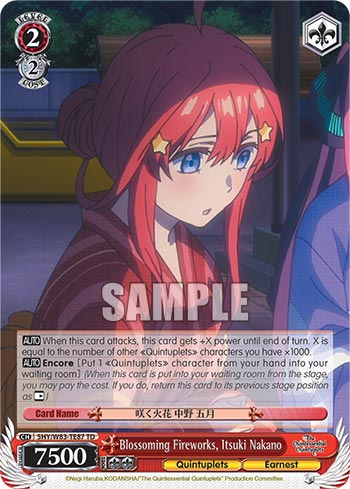 LEVEL
2
2
COST
SAMPLE
AUTO When this card attacks, this card gets +X power until end of turn. X is
equal to the number of other «Quintuplets» characters you have ×1000.
AUTO Encore [Put 1 «Quintuplets» character from your hand into your
waiting room] (When this card is put into your waiting room from the stage,
you may pay the cost. If you do, return this card to its previous stage position
as)
Card Name
咲く火花 中野 五月
CH
5HY/W83-TE87 TD
Blossoming Fireworks, Itsuki Nakano
The Quintessential Quintuplets
POWER
7500
Quintuplets
Earnest
©Negi Haruba,KODANSHA/"The Quintessential Quintuplets" Production Committee.